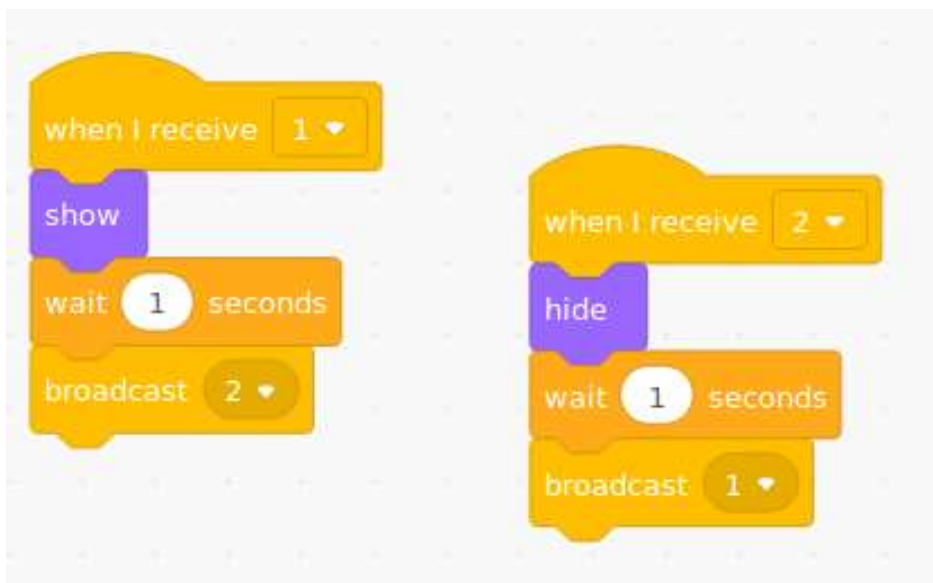 when I receive 1
show
wait 1 seconds
broadcast 2
when I receive 2
hide
wait 1 seconds
broadcast 1